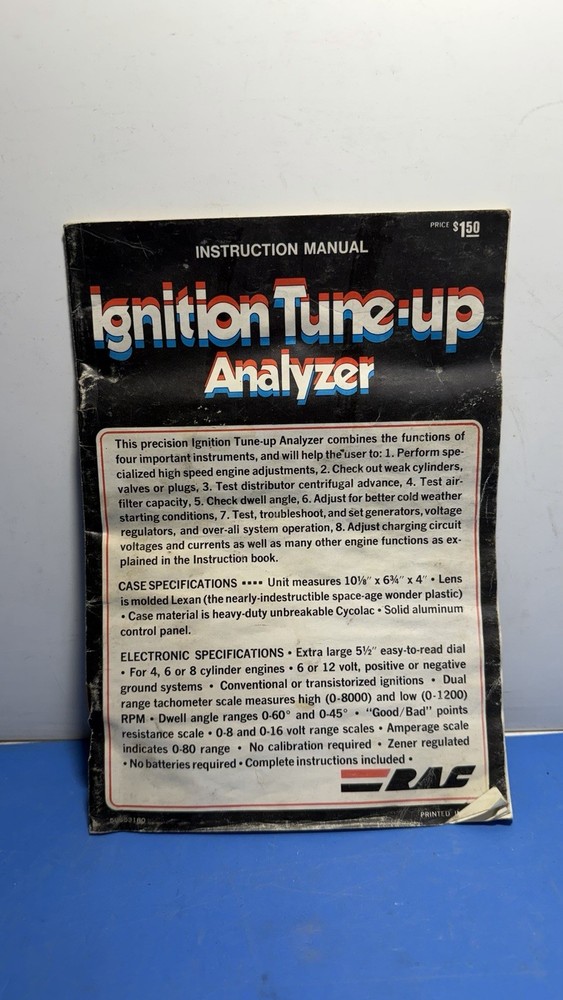 PRICE $1.50
INSTRUCTION MANUAL
Ignition Tune-up
Analyzer
This precision Ignition Tune-up Analyzer combines the functions of
four important instruments, and will help the user to: 1. Perform spe-
cialized high speed engine adjustments, 2. Check out weak cylinders,
valves or plugs, 3. Test distributor centrifugal advance, 4. Test air-
filter capacity, 5. Check dwell angle, 6. Adjust for better cold weather
starting conditions, 7. Test, troubleshoot, and set generators, voltage
regulators, and over-all system operation, 8. Adjust charging circuit
voltages and currents as well as many other engine functions as ex-
plained in the Instruction book.
CASE SPECIFICATIONS •••• Unit measures 10⅛" x 6¾" x 4" • Lens
is molded Lexan (the nearly-indestructible space-age wonder plastic)
• Case material is heavy-duty unbreakable Cycolac • Solid aluminum
control panel.
ELECTRONIC SPECIFICATIONS • Extra large 5½" easy-to-read dial
• For 4, 6 or 8 cylinder engines • 6 or 12 volt, positive or negative
ground systems • Conventional or transistorized ignitions • Dual
range tachometer scale measures high (0-8000) and low (0-1200)
RPM • Dwell angle ranges 0-60° and 0-45° • "Good/Bad" points
resistance scale • 0-8 and 0-16 volt range scales • Amperage scale
indicates 0-80 range • No calibration required • Zener regulated
• No batteries required • Complete instructions included •
RAC
PRINTED